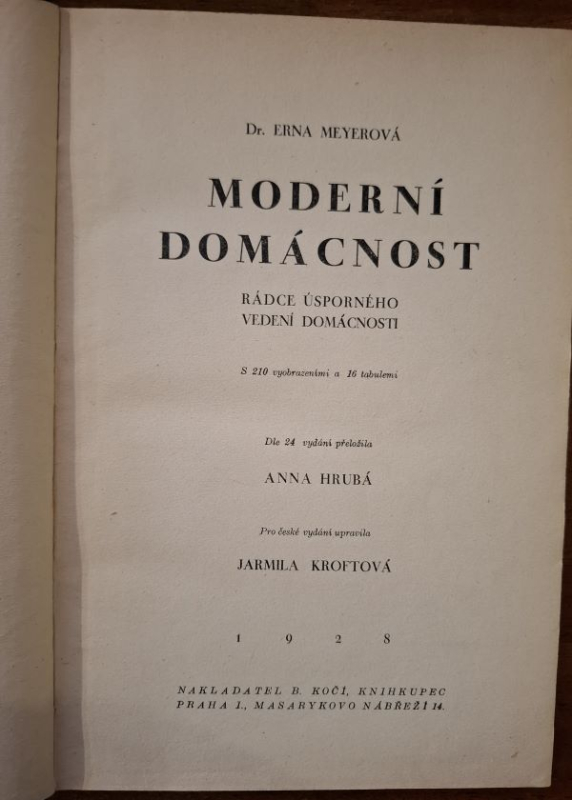 Dr. ERNA MEYEROVÁ
MODERNÍ
DOMÁCNOST
RÁDCE ÚSPORNÉHO
VEDENÍ DOMÁCNOSTI
S 210 vyobrazeními a 16 tabulemi
Dle 24 vydání přeložila
ANNA HRUBÁ
Pro české vydání upravila
JARMILA KROFTOVÁ
1 9 2 8
NAKLADATEL B. KOČÍ, KNIHKUPEC
PRAHA I., MASARYKOVO NÁBŘEŽÍ 14.